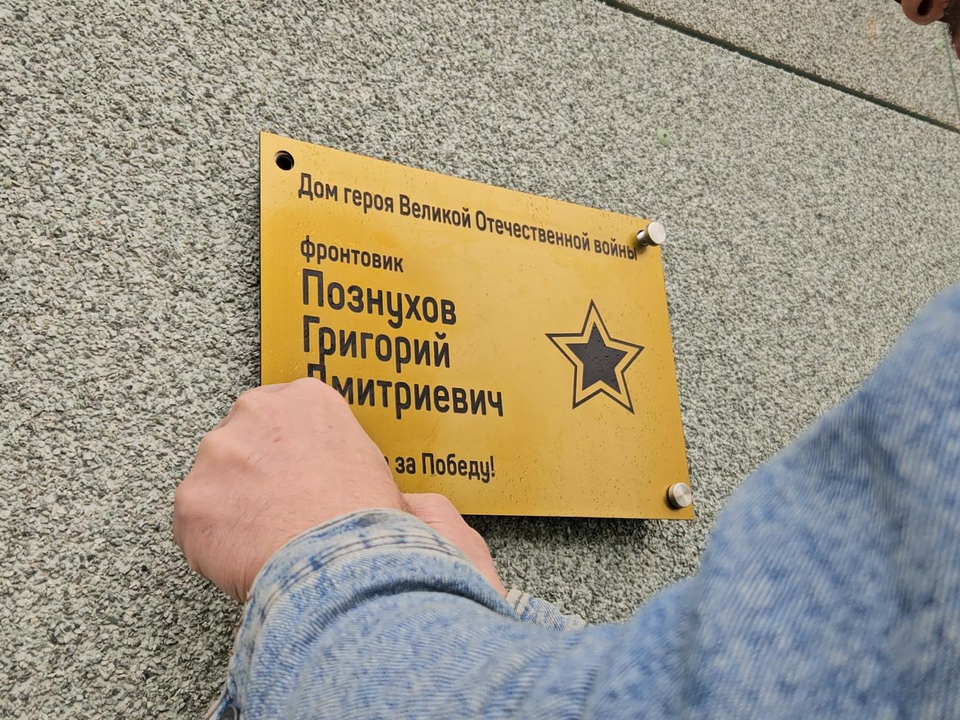 Дом героя Великой Отечественной войны
фронтовик
Познухов
Григорий
Дмитриевич
за Победу!